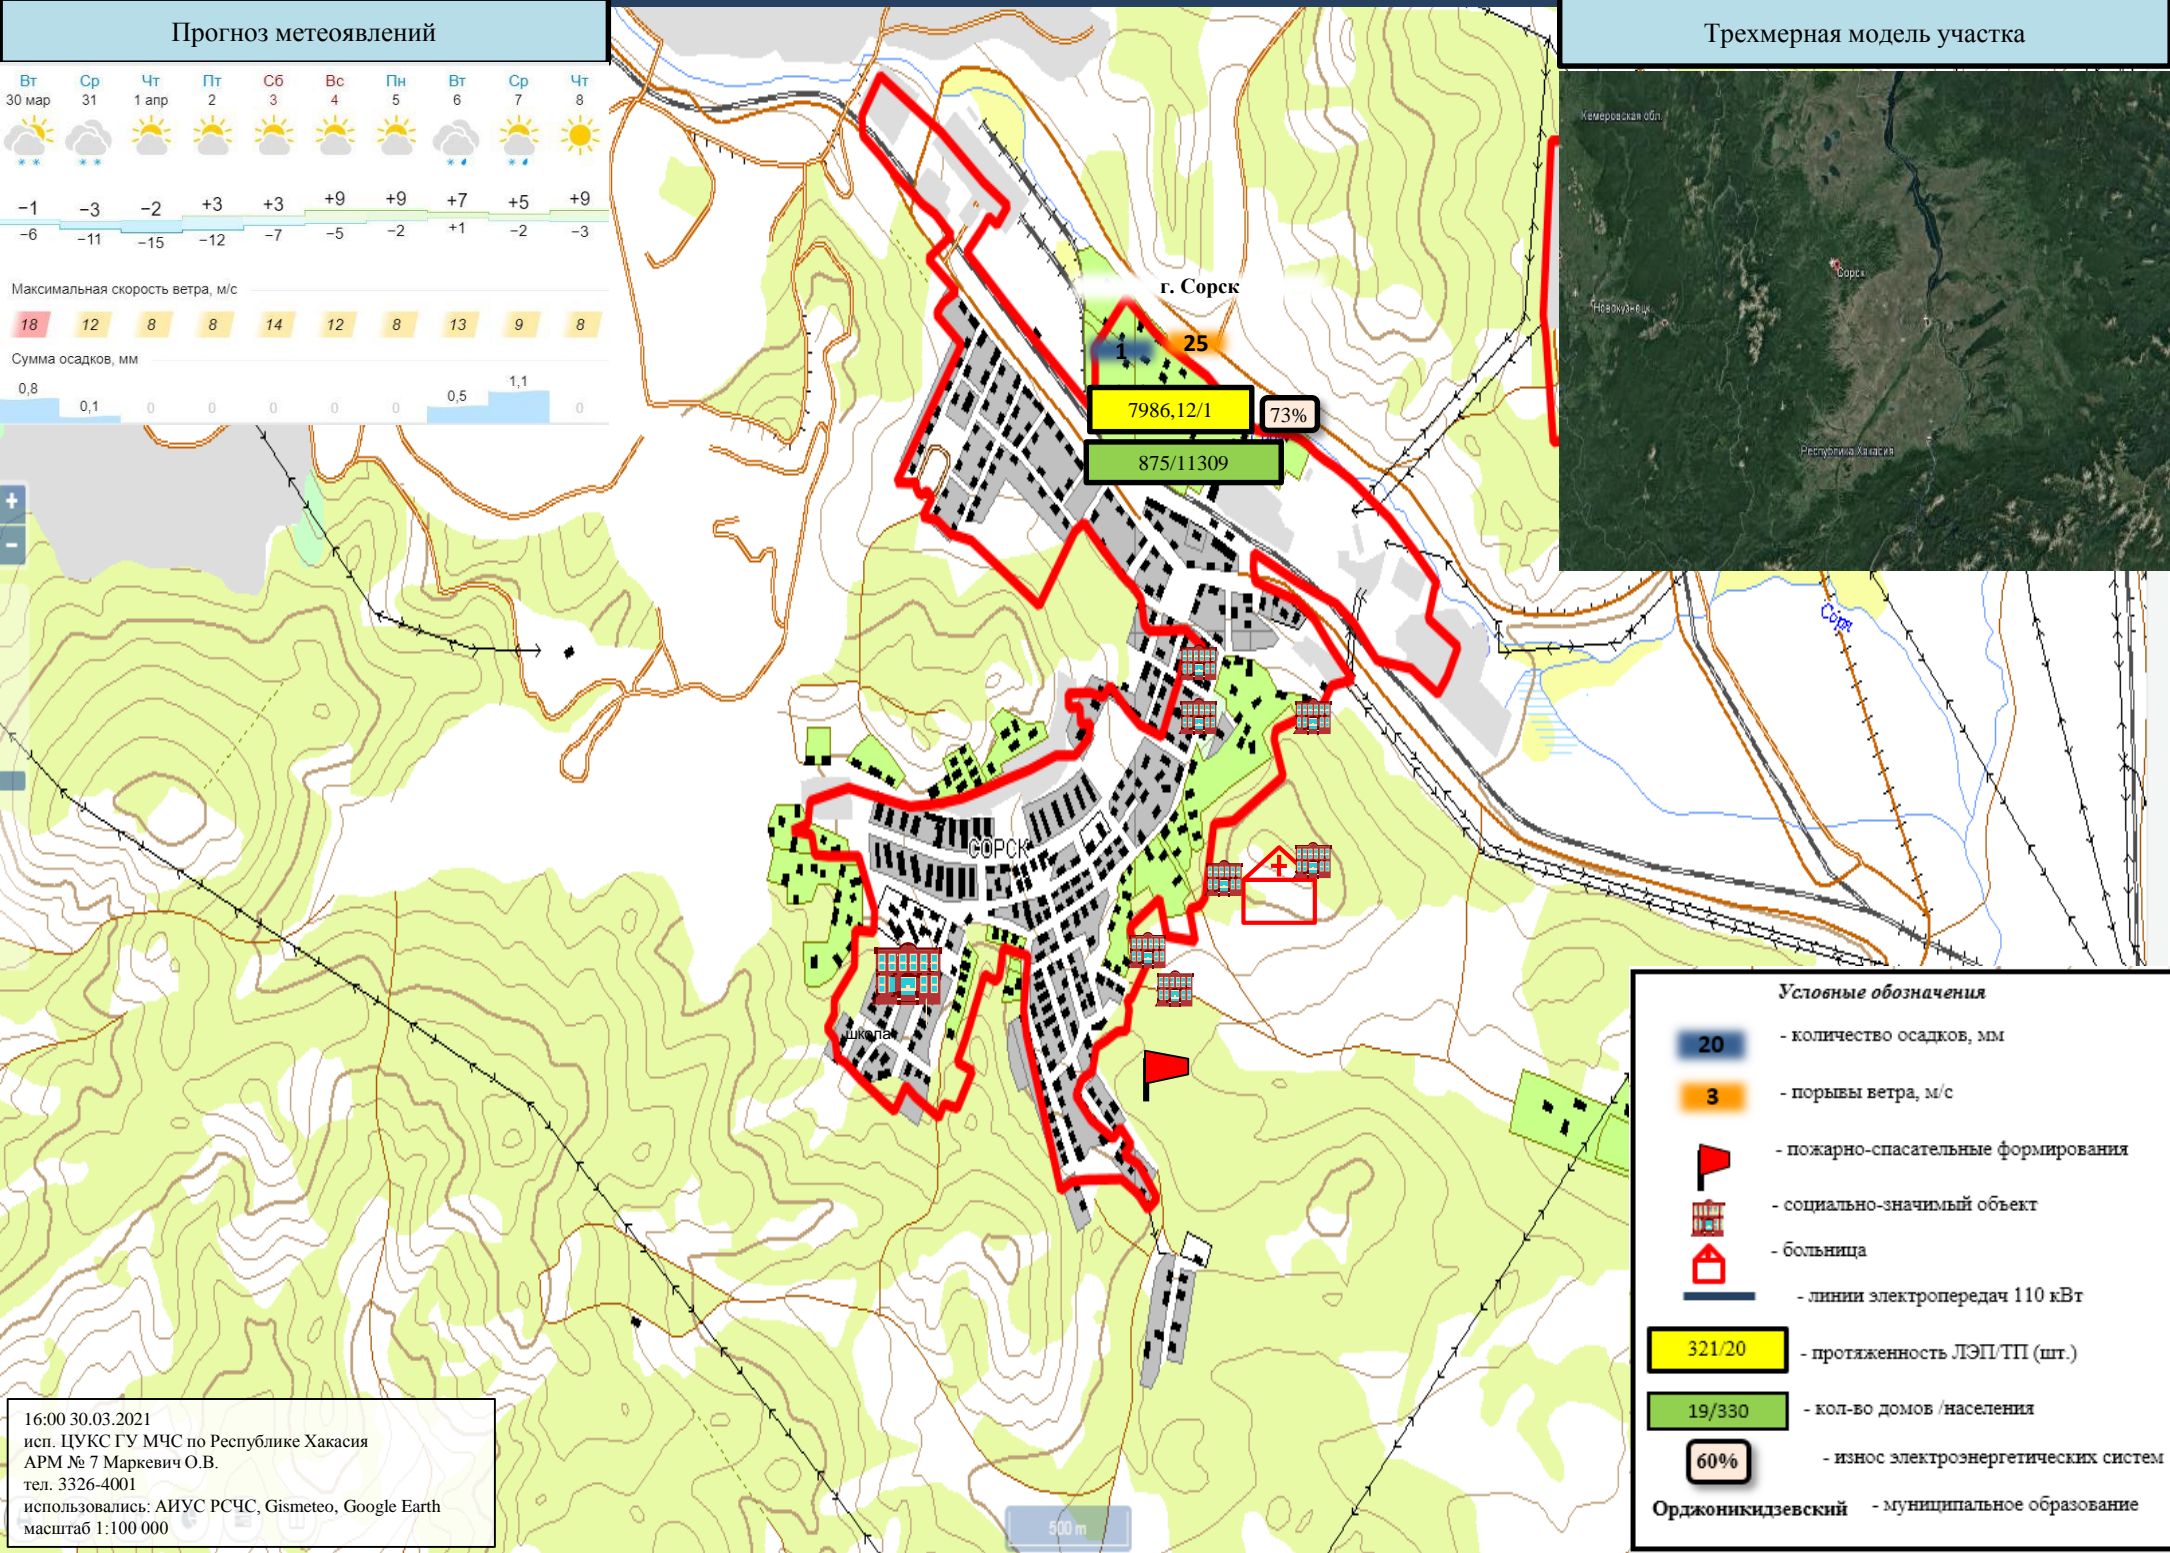 Прогноз метеоявлений
Трехмерная модель участка
Вт Ср Чт Пт Сб Вс Пн Вт Ср Чт
30 мар 31 1 апр 2 3 4 5 6 7 8
−1 −3 −2 +3 +3 +9 +9 +7 +5 +9
−6 −11 −15 −12 −7 −5 −2 +1 −2 −3
Максимальная скорость ветра, м/с
18 12 8 8 14 12 8 13 9 8
Сумма осадков, мм
0,8 0,1 0 0 0 0 0 0,5 1,1 0
+
−
г. Сорск
1 25
7986,12/1 73%
875/11309
Кемеровская обл.
Сорск
Новокузнецк
Республика Хакасия
Соря
СОРСК
школа
Условные обозначения
20 - количество осадков, мм
3 - порывы ветра, м/с
- пожарно-спасательные формирования
- социально-значимый объект
- больница
- линии электропередач 110 кВт
321/20 - протяженность ЛЭП/ТП (шт.)
19/330 - кол-во домов /населения
60% - износ электроэнергетических систем
Орджоникидзевский - муниципальное образование
16:00 30.03.2021
исп. ЦУКС ГУ МЧС по Республике Хакасия
АРМ № 7 Маркевич О.В.
тел. 3326-4001
использовались: АИУС РСЧС, Gismeteo, Google Earth
масштаб 1:100 000
500 m